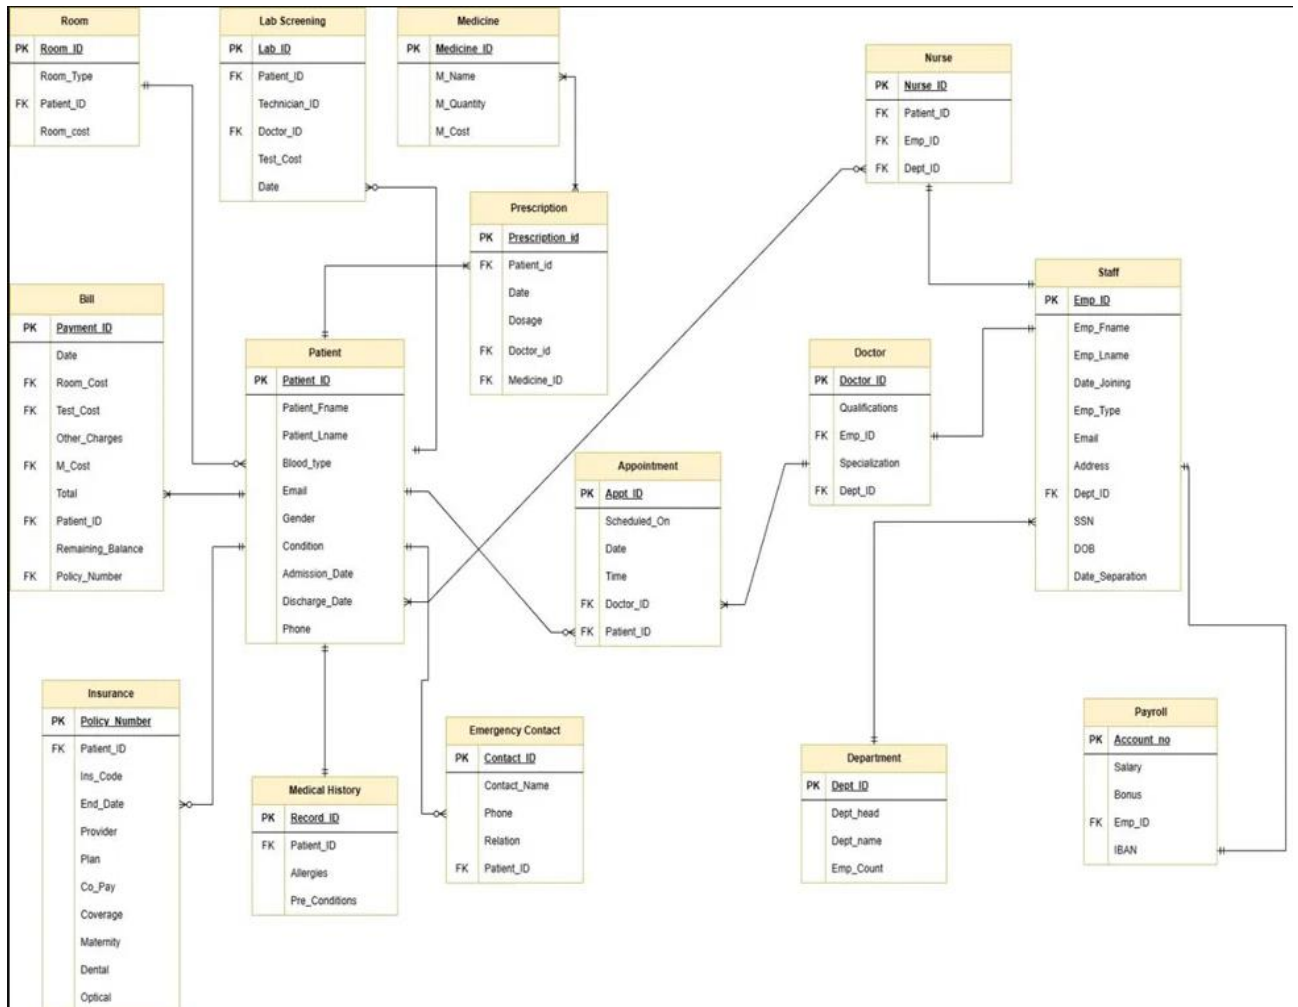 Room
PK Room_ID
Room_Type
FK Patient_ID
Room_cost
Lab Screening
PK Lab_ID
FK Patient_ID
Technician_ID
FK Doctor_ID
Test_Cost
Date
Medicine
PK Medicine_ID
M_Name
M_Quantity
M_Cost
Nurse
PK Nurse_ID
FK Patient_ID
FK Emp_ID
FK Dept_ID
Prescription
PK Prescription_id
FK Patient_id
Date
Dosage
FK Doctor_id
FK Medicine_ID
Staff
PK Emp_ID
Emp_Fname
Emp_Lname
Date_Joining
Emp_Type
Email
Address
FK Dept_ID
SSN
DOB
Date_Separation
Bill
PK Payment_ID
Date
FK Room_Cost
FK Test_Cost
Other_Charges
FK M_Cost
Total
FK Patient_ID
Remaining_Balance
FK Policy_Number
Patient
PK Patient_ID
Patient_Fname
Patient_Lname
Blood_type
Email
Gender
Condition
Admission_Date
Discharge_Date
Phone
Doctor
PK Doctor_ID
Qualifications
FK Emp_ID
Specialization
FK Dept_ID
Appointment
PK Appt_ID
Scheduled_On
Date
Time
FK Doctor_ID
FK Patient_ID
Insurance
PK Policy_Number
FK Patient_ID
Ins_Code
End_Date
Provider
Plan
Co_Pay
Coverage
Maternity
Dental
Optical
Medical History
PK Record_ID
FK Patient_ID
Allergies
Pre_Conditions
Emergency Contact
PK Contact_ID
Contact_Name
Phone
Relation
FK Patient_ID
Department
PK Dept_ID
Dept_head
Dept_name
Emp_Count
Payroll
PK Account_no
Salary
Bonus
FK Emp_ID
IBAN